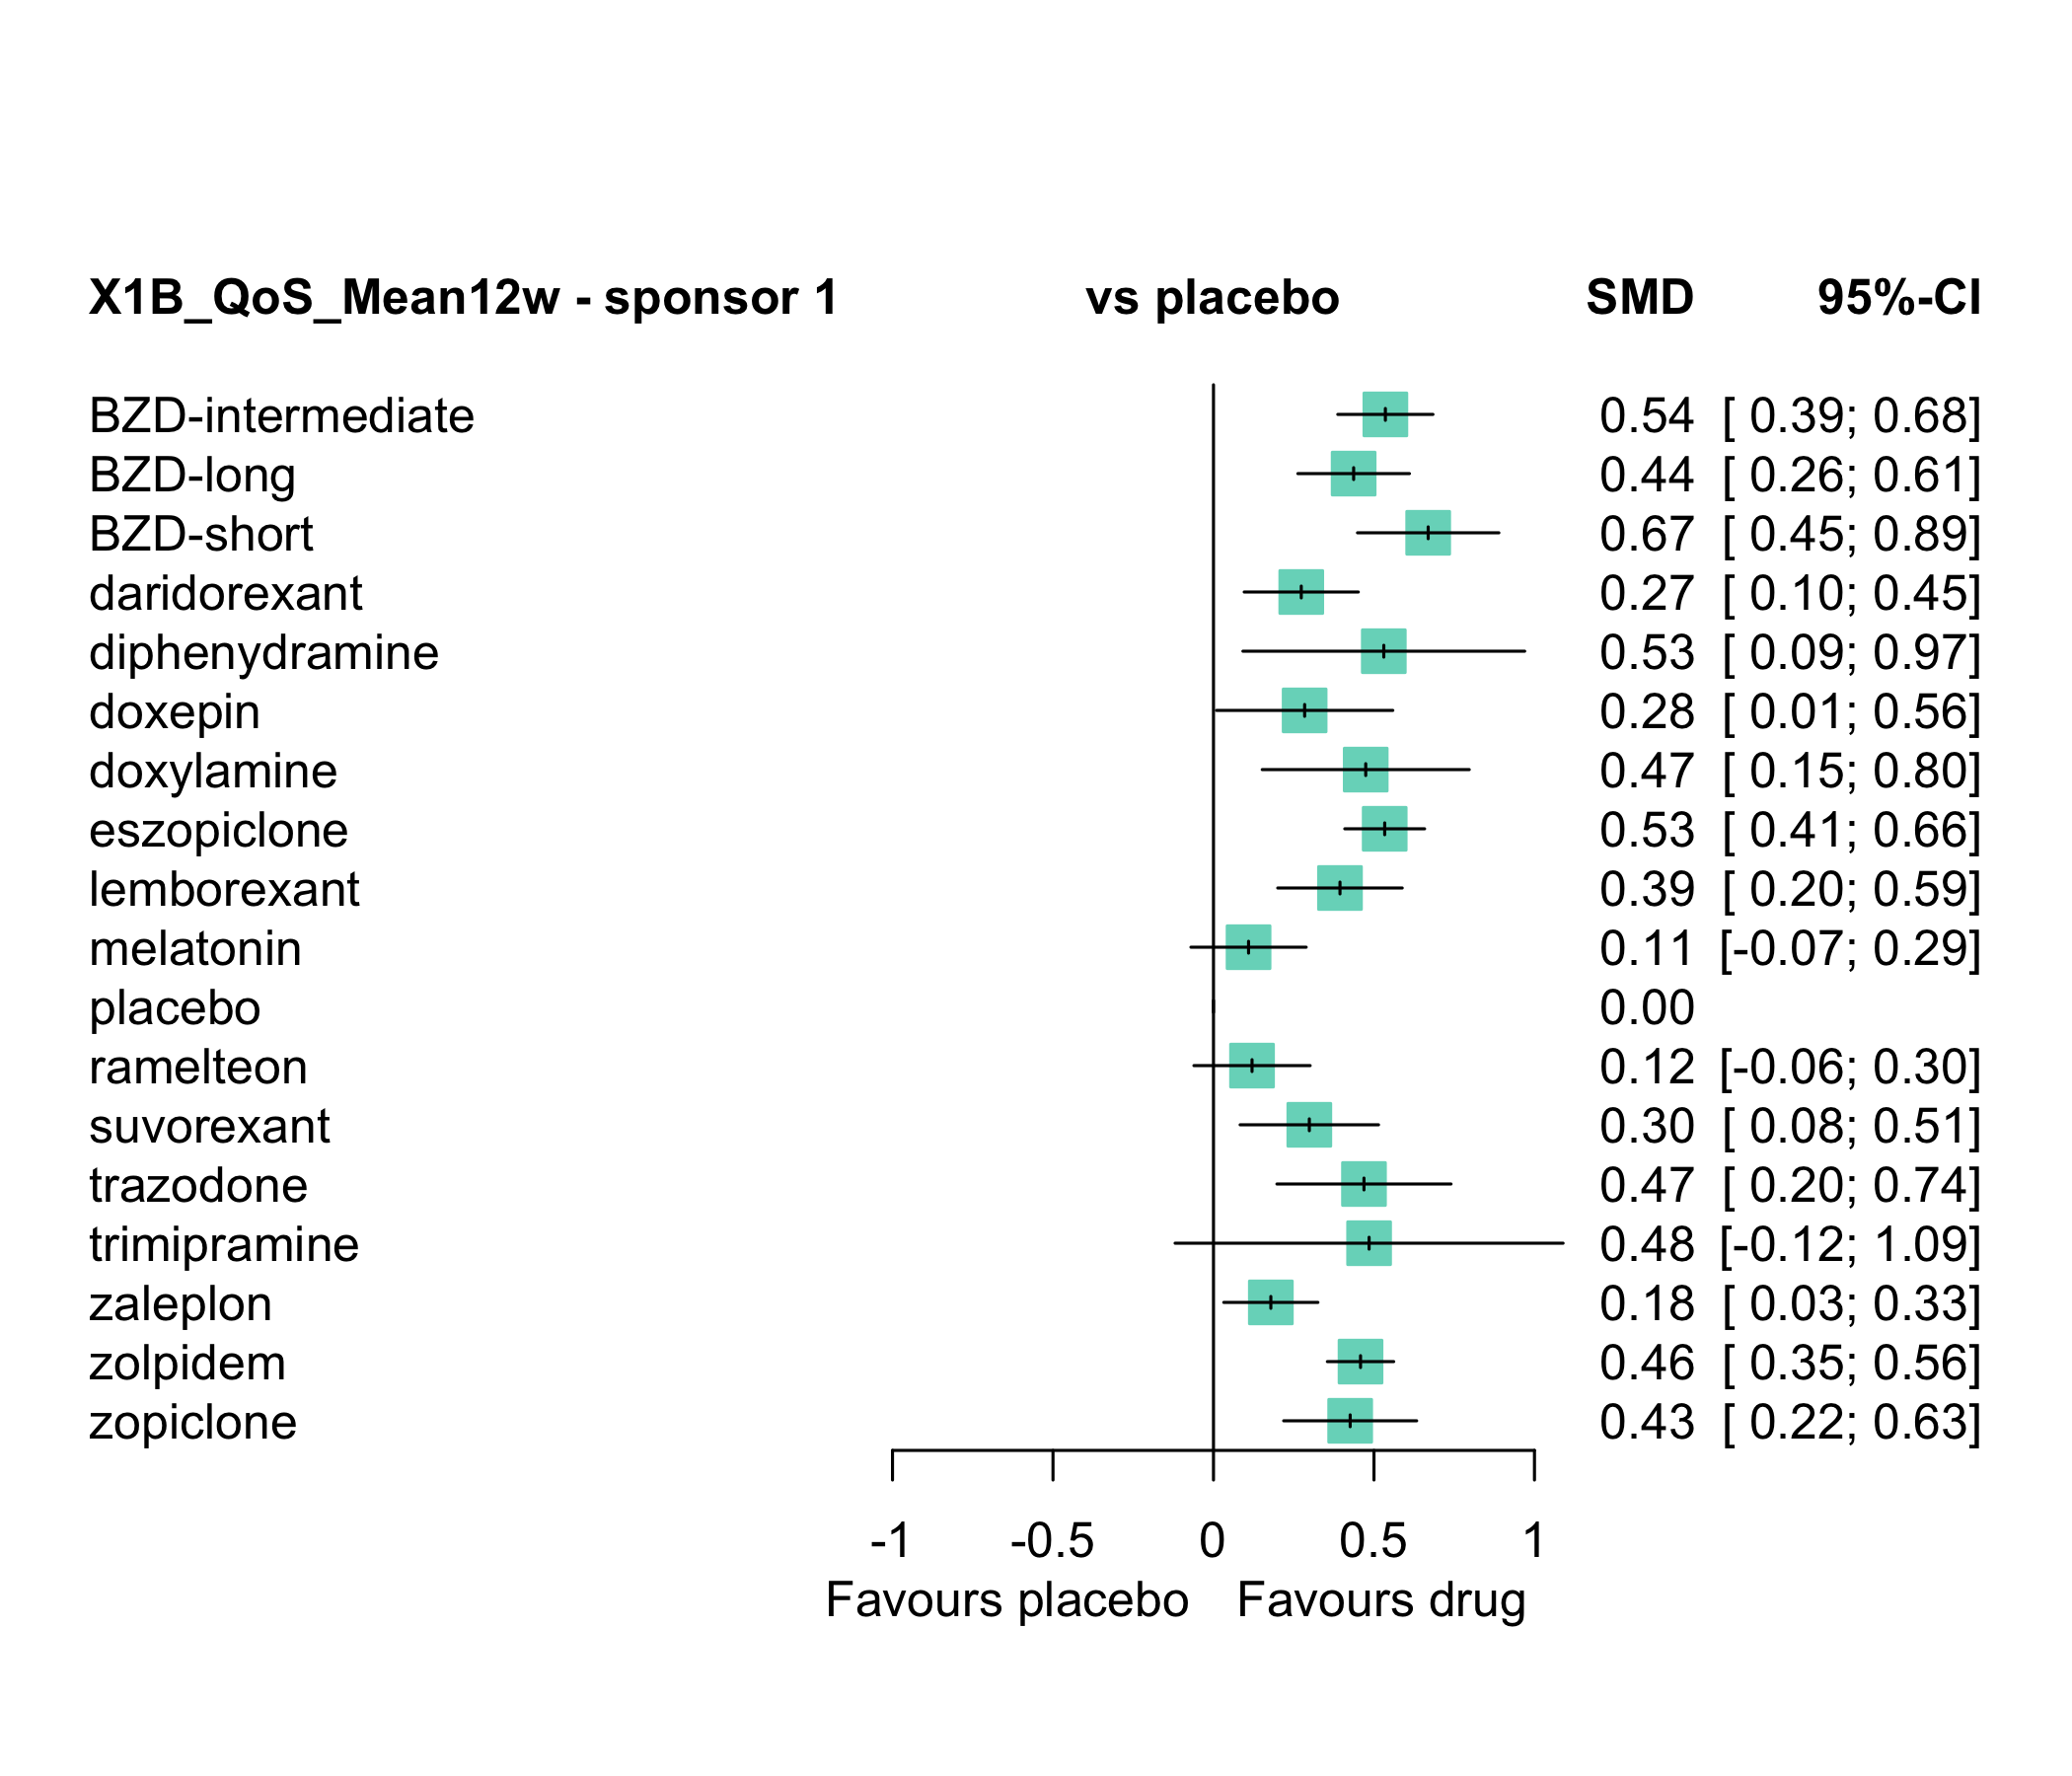 X1B_QoS_Mean12w - sponsor 1 vs placebo SMD 95%-CI
BZD-intermediate 0.54 [ 0.39; 0.68]
BZD-long 0.44 [ 0.26; 0.61]
BZD-short 0.67 [ 0.45; 0.89]
daridorexant 0.27 [ 0.10; 0.45]
diphenydramine 0.53 [ 0.09; 0.97]
doxepin 0.28 [ 0.01; 0.56]
doxylamine 0.47 [ 0.15; 0.80]
eszopiclone 0.53 [ 0.41; 0.66]
lemborexant 0.39 [ 0.20; 0.59]
melatonin 0.11 [-0.07; 0.29]
placebo 0.00
ramelteon 0.12 [-0.06; 0.30]
suvorexant 0.30 [ 0.08; 0.51]
trazodone 0.47 [ 0.20; 0.74]
trimipramine 0.48 [-0.12; 1.09]
zaleplon 0.18 [ 0.03; 0.33]
zolpidem 0.46 [ 0.35; 0.56]
zopiclone 0.43 [ 0.22; 0.63]
-1 -0.5 0 0.5 1
Favours placebo Favours drug